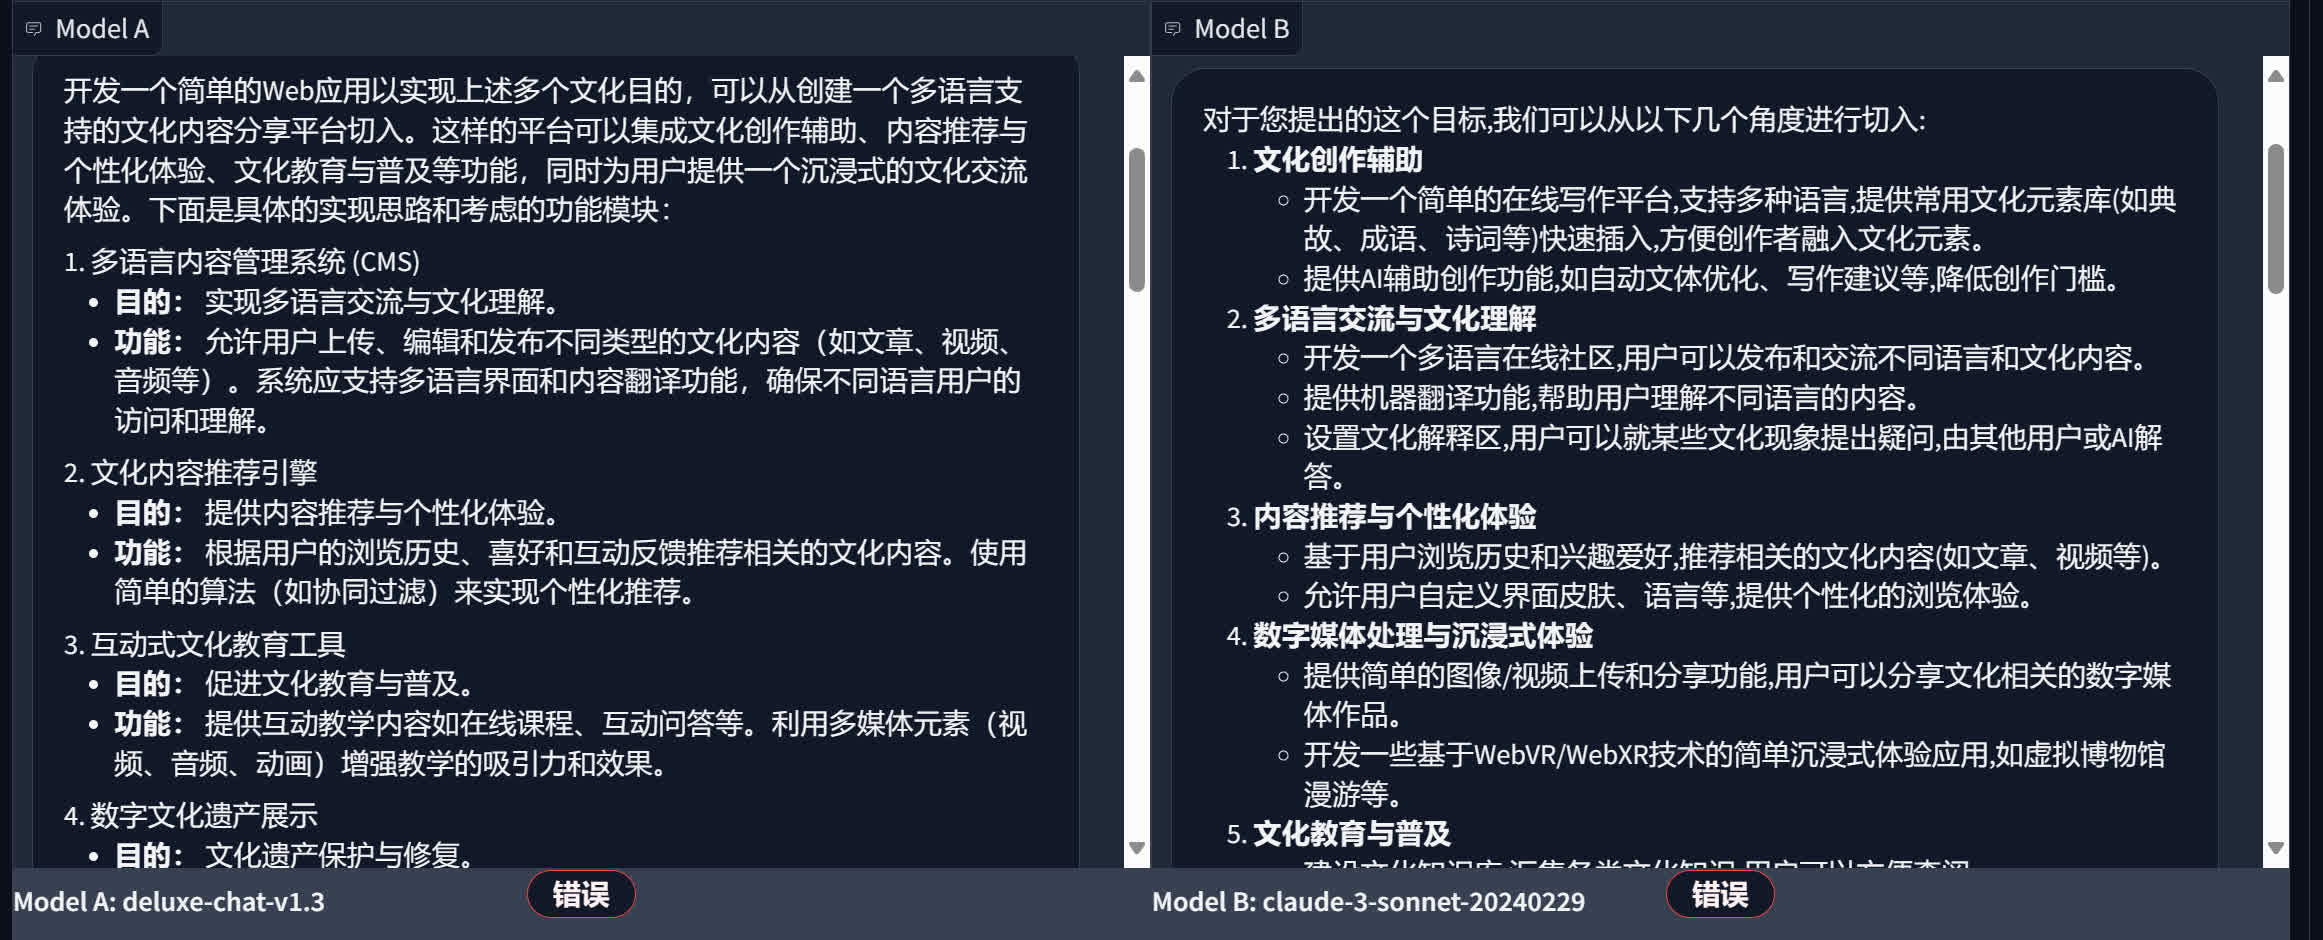 Model A
开发一个简单的Web应用以实现上述多个文化目的，可以从创建一个多语言支
持的文化内容分享平台切入。这样的平台可以集成文化创作辅助、内容推荐与
个性化体验、文化教育与普及等功能，同时为用户提供一个沉浸式的文化交流
体验。下面是具体的实现思路和考虑的功能模块：
1. 多语言内容管理系统 (CMS)
• 目的： 实现多语言交流与文化理解。
• 功能： 允许用户上传、编辑和发布不同类型的文化内容（如文章、视频、
音频等）。系统应支持多语言界面和内容翻译功能，确保不同语言用户的
访问和理解。
2. 文化内容推荐引擎
• 目的： 提供内容推荐与个性化体验。
• 功能： 根据用户的浏览历史、喜好和互动反馈推荐相关的文化内容。使用
简单的算法（如协同过滤）来实现个性化推荐。
3. 互动式文化教育工具
• 目的： 促进文化教育与普及。
• 功能： 提供互动教学内容如在线课程、互动问答等。利用多媒体元素（视
频、音频、动画）增强教学的吸引力和效果。
4. 数字文化遗产展示
• 目的： 文化遗产保护与修复。
Model A: deluxe-chat-v1.3
错误
Model B
对于您提出的这个目标,我们可以从以下几个角度进行切入:
1. 文化创作辅助
◦ 开发一个简单的在线写作平台,支持多种语言,提供常用文化元素库(如典
故、成语、诗词等)快速插入,方便创作者融入文化元素。
◦ 提供AI辅助创作功能,如自动文体优化、写作建议等,降低创作门槛。
2. 多语言交流与文化理解
◦ 开发一个多语言在线社区,用户可以发布和交流不同语言和文化内容。
◦ 提供机器翻译功能,帮助用户理解不同语言的内容。
◦ 设置文化解释区,用户可以就某些文化现象提出疑问,由其他用户或AI解
答。
3. 内容推荐与个性化体验
◦ 基于用户浏览历史和兴趣爱好,推荐相关的文化内容(如文章、视频等)。
◦ 允许用户自定义界面皮肤、语言等,提供个性化的浏览体验。
4. 数字媒体处理与沉浸式体验
◦ 提供简单的图像/视频上传和分享功能,用户可以分享文化相关的数字媒
体作品。
◦ 开发一些基于WebVR/WebXR技术的简单沉浸式体验应用,如虚拟博物馆
漫游等。
5. 文化教育与普及
Model B: claude-3-sonnet-20240229
错误